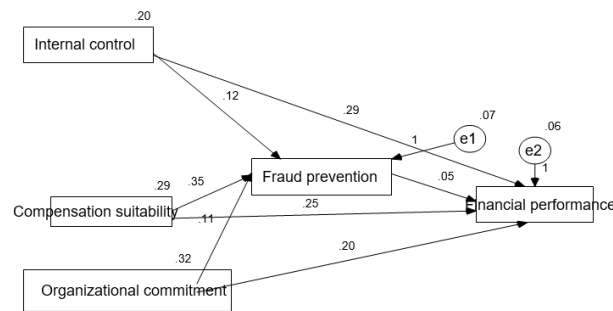 .20
Internal control
.12
.29
.07
1
e1
.06
e2
1
Fraud prevention
.05
.29
.35
Compensation suitability
.11
.25
Financial performance
.32
.20
Organizational commitment